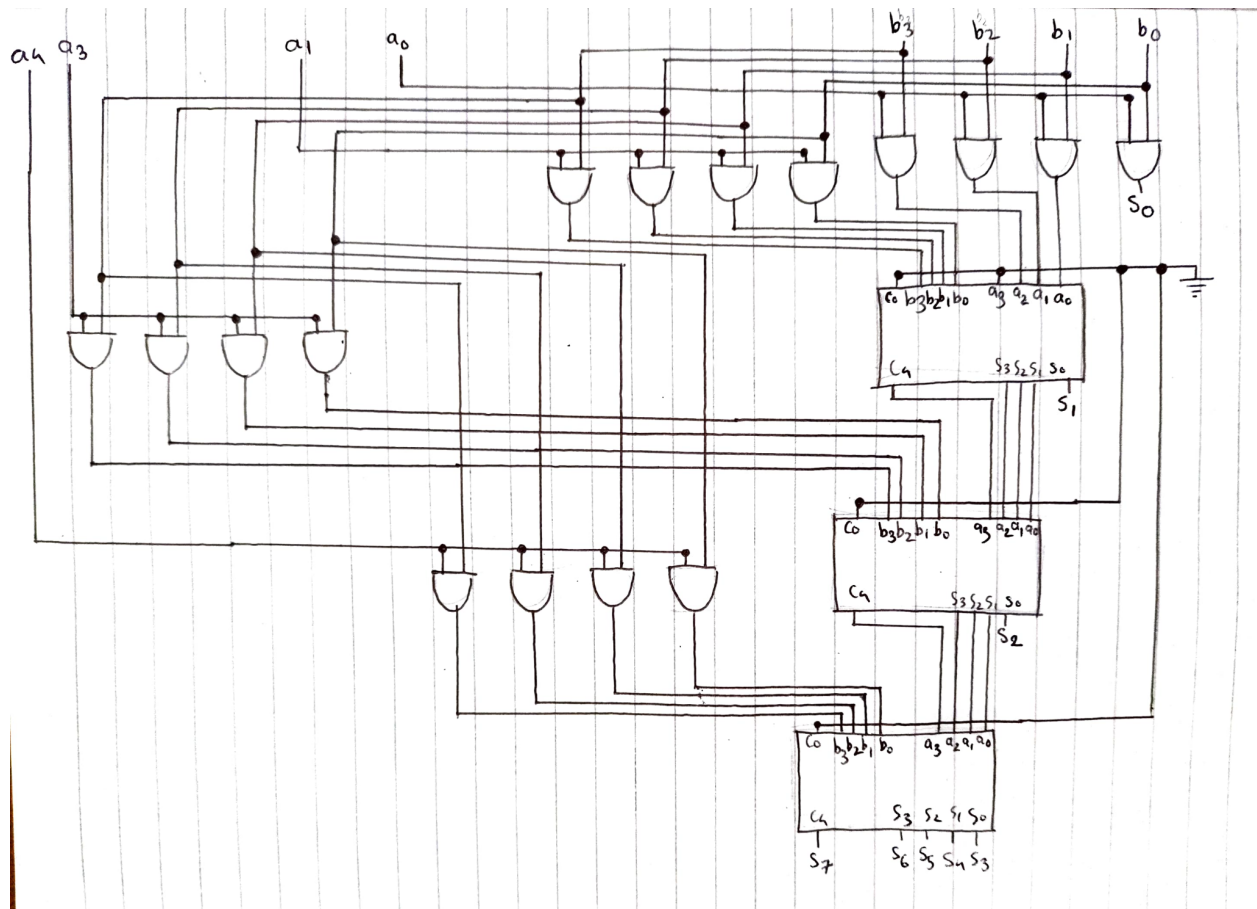 a4 a3 a1 a0 b3 b2 b1 b0
S0
C0 b3 b2 b1 b0 a3 a2 a1 a0
C4 S3 S2 S1 S0
S1
C0 b3 b2 b1 b0 a3 a2 a1 a0
C4 S3 S2 S1 S0
S2
C0 b3 b2 b1 b0 a3 a2 a1 a0
C4 S3 S2 S1 S0
S7 S6 S5 S4 S3